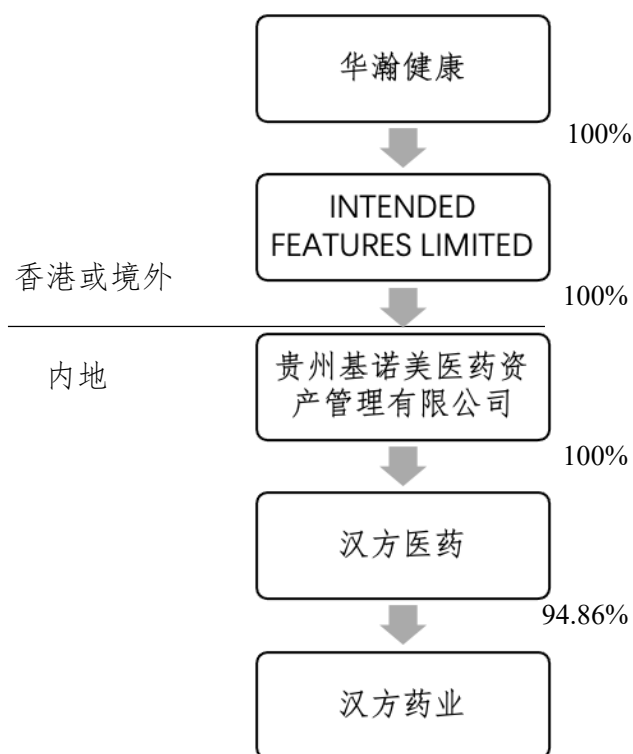 华瀚健康
100%
INTENDED
FEATURES LIMITED
香港或境外
100%
内地
贵州基诺美医药资
产管理有限公司
100%
汉方医药
94.86%
汉方药业